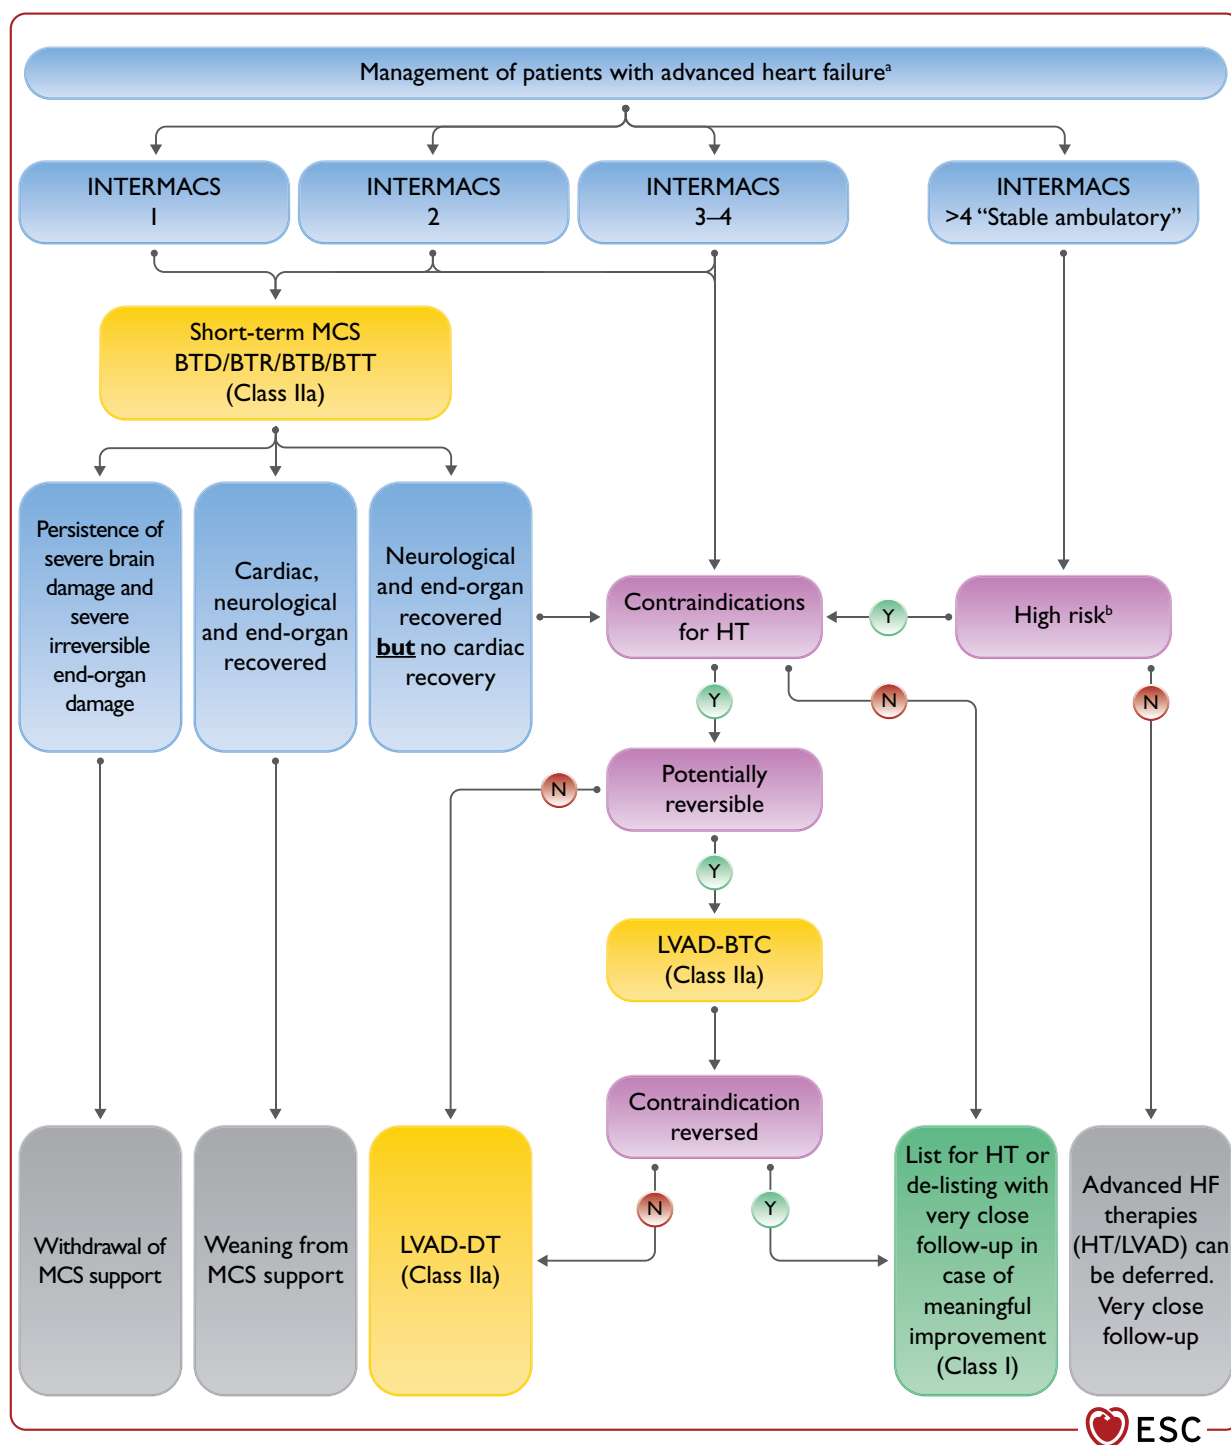 Management of patients with advanced heart failureᵃ
INTERMACS
1
INTERMACS
2
INTERMACS
3–4
INTERMACS
>4 “Stable ambulatory”
Short-term MCS
BTD/BTR/BTB/BTT
(Class IIa)
Persistence of
severe brain
damage and
severe
irreversible
end-organ
damage
Cardiac,
neurological
and end-organ
recovered
Neurological
and end-organ
recovered
but no cardiac
recovery
Contraindications
for HT
Y
High riskᵇ
Y
N
N
Potentially
reversible
N
Y
LVAD-BTC
(Class IIa)
Contraindication
reversed
N
Y
Withdrawal of
MCS support
Weaning from
MCS support
LVAD-DT
(Class IIa)
List for HT or
de-listing with
very close
follow-up in
case of
meaningful
improvement
(Class I)
Advanced HF
therapies
(HT/LVAD) can
be deferred.
Very close
follow-up
ESC